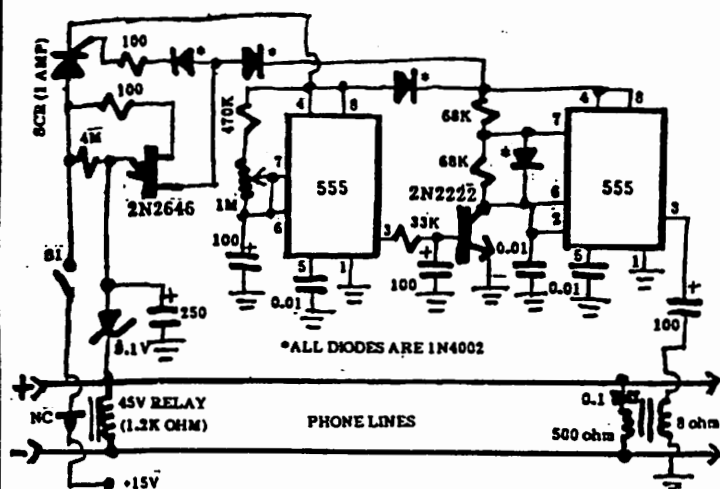 SCR (1 AMP)
100
*
*
100
4M
2N2646
S1
250
470K
4
8
7
555
1M
6
3
100
5
1
0.01
*
33K
100
68K
68K
*
2N2222
0.01
4
8
7
555
6
2
3
5
1
0.01
100
*ALL DIODES ARE 1N4002
NC
45V RELAY
(1.2K OHM)
PHONE LINES
0.1
500 ohm
8 ohm
+15V
+
−